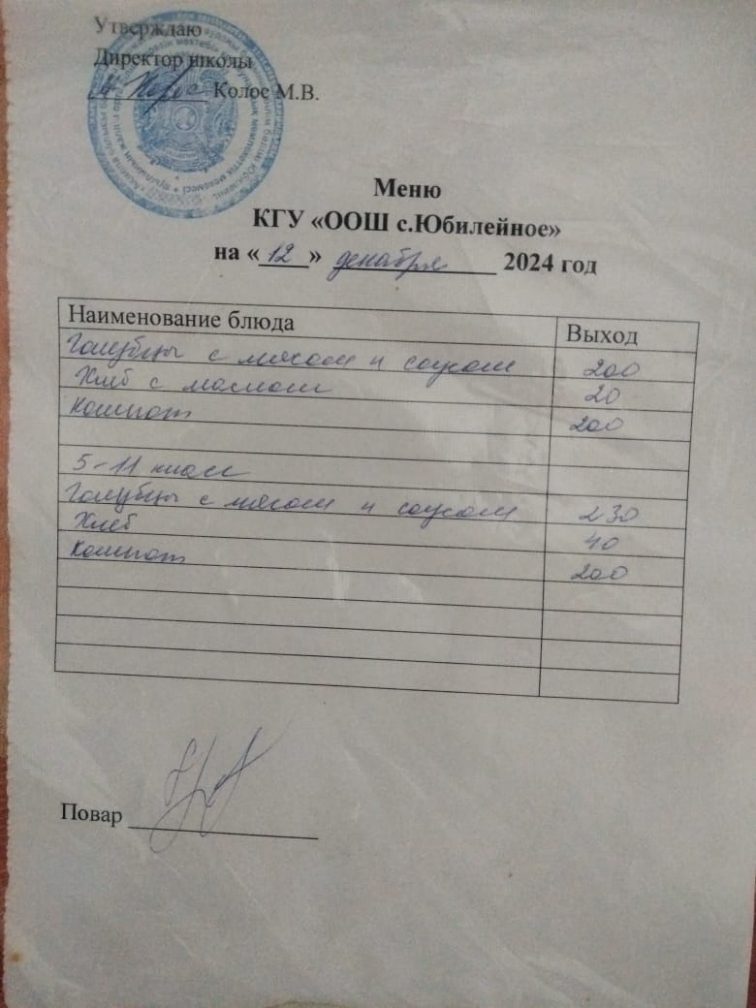 Утверждаю
Директор школы
Колос М.В.
Меню
КГУ «ООШ с.Юбилейное»
на «12» декабря 2024 год
Наименование блюда Выход
Голубцы с мясом и соусом 200
Хлеб с маслом 20
Компот 200
5-11 класс
Голубцы с мясом и соусом 230
Хлеб 40
Компот 200
Повар